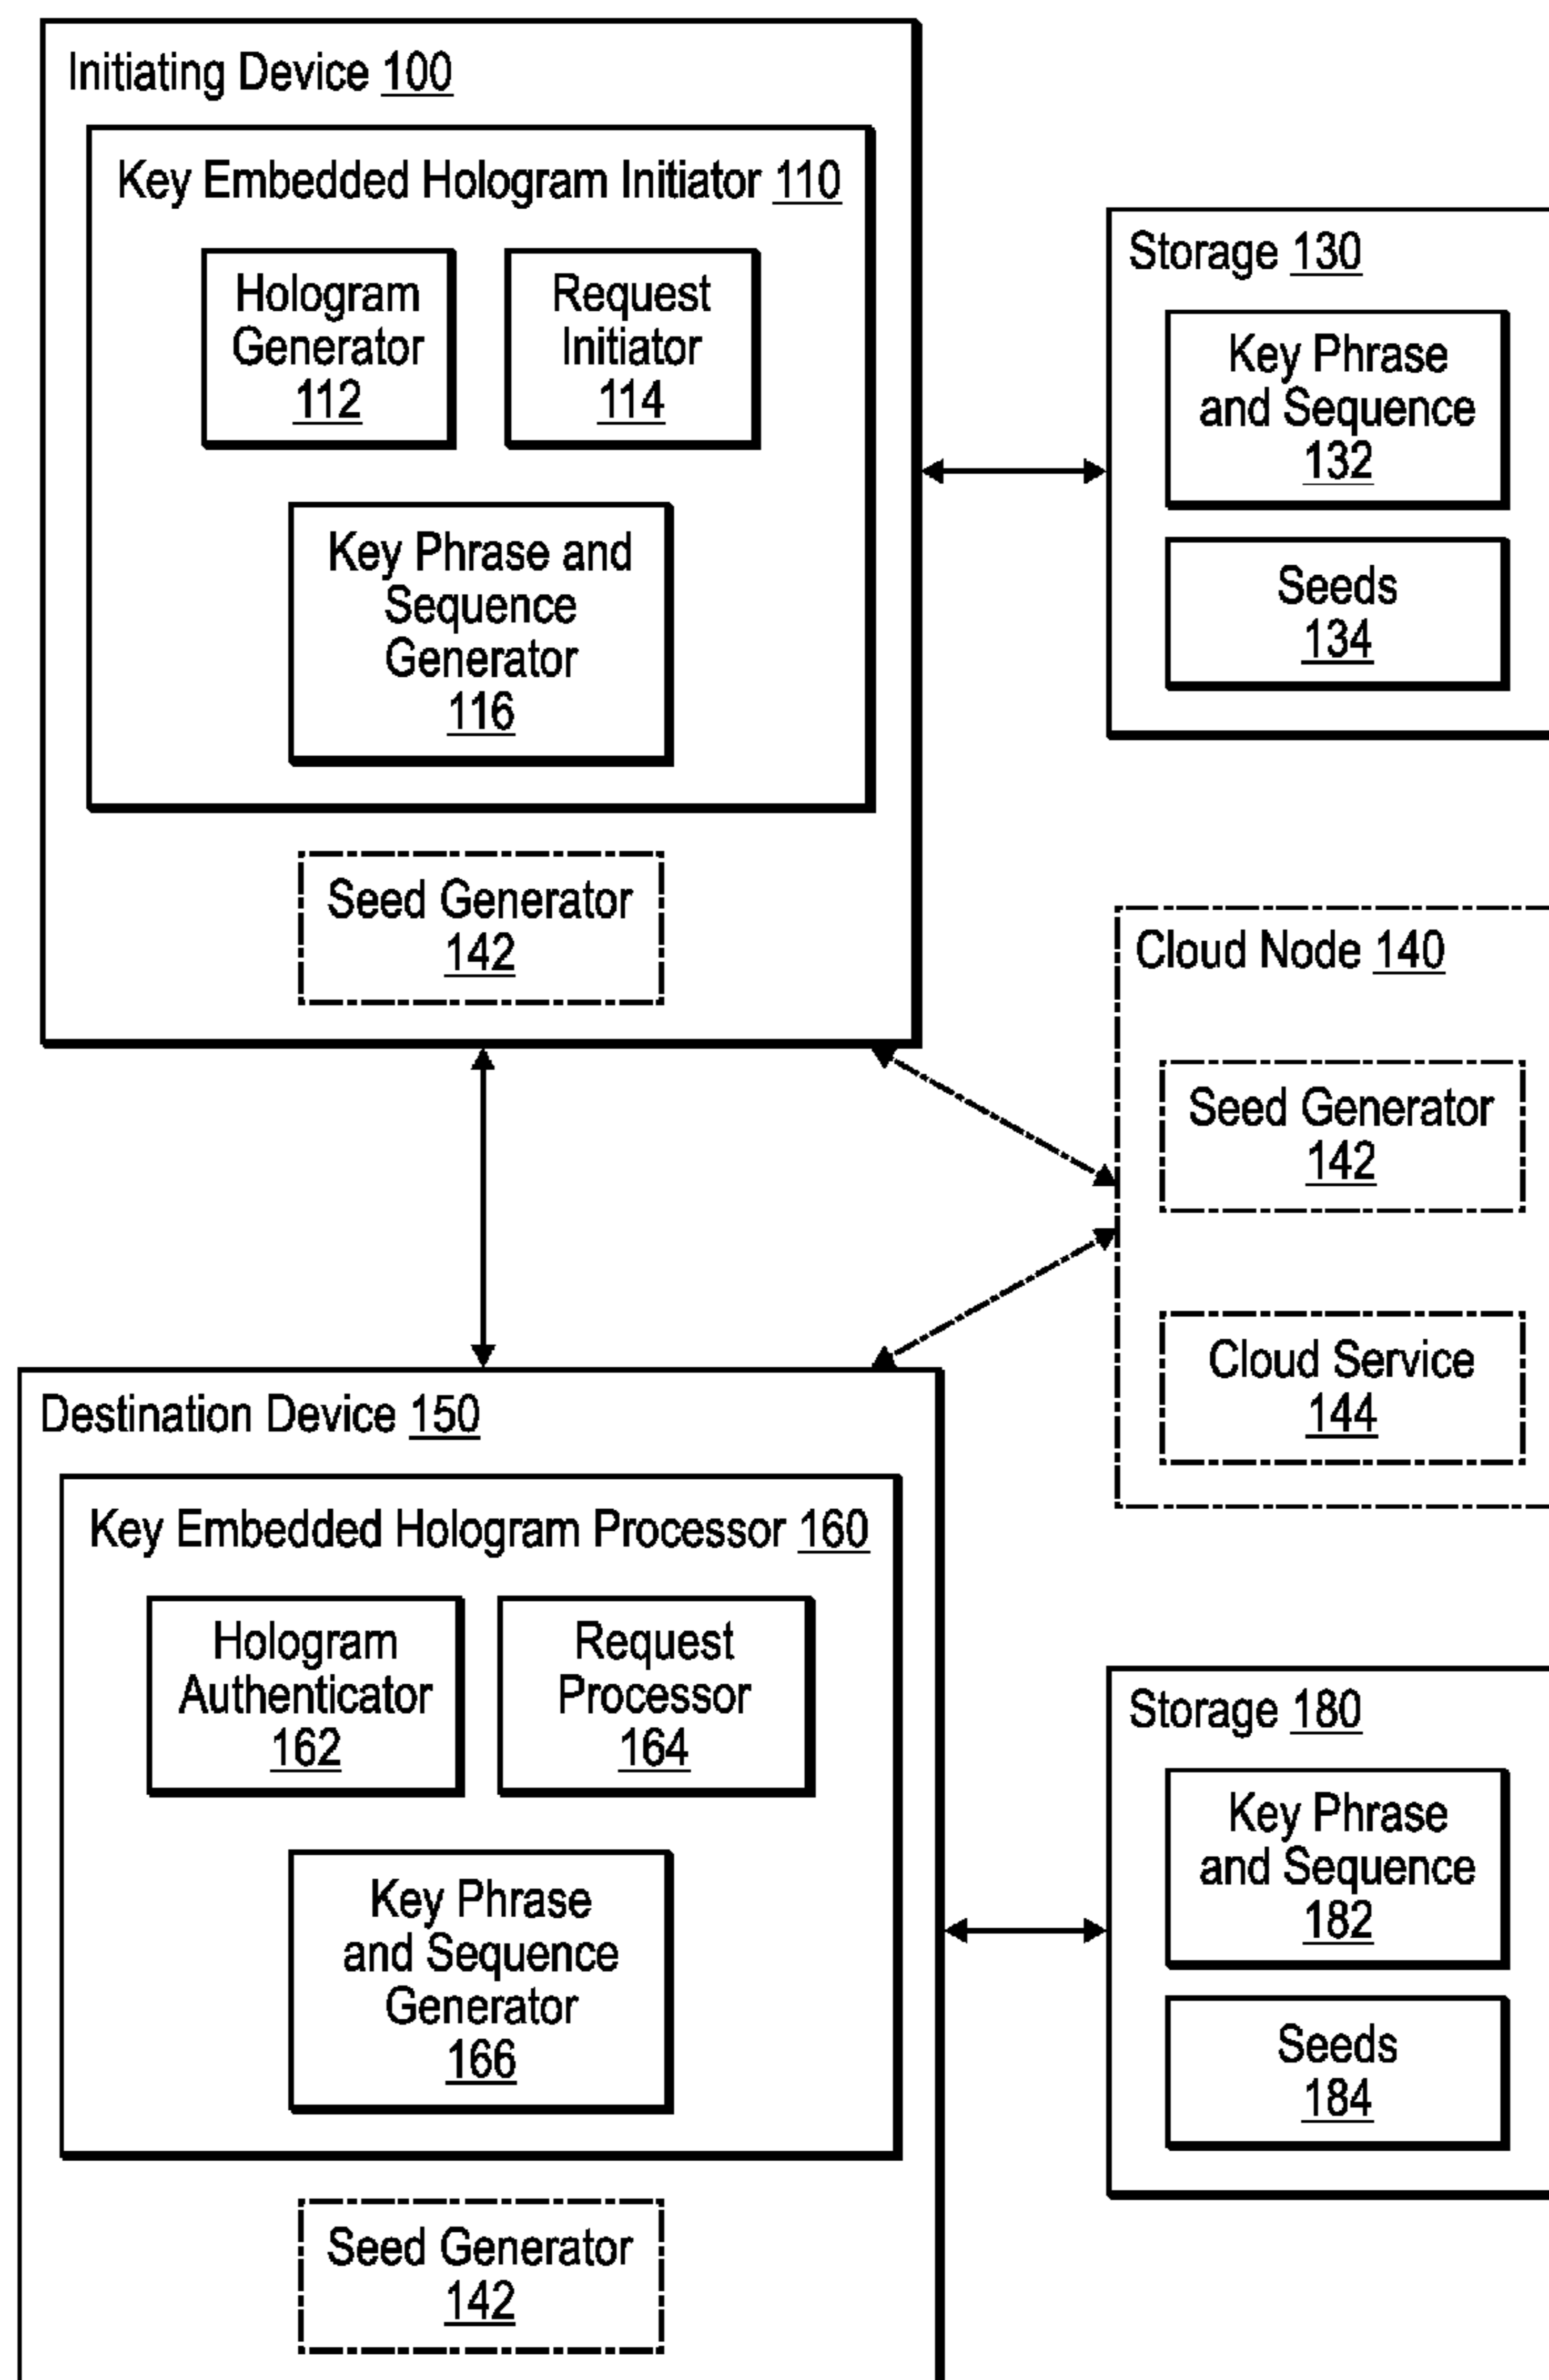 Initiating Device 100
Key Embedded Hologram Initiator 110
Hologram
Generator
112
Request
Initiator
114
Key Phrase and
Sequence
Generator
116
Seed Generator
142
Storage 130
Key Phrase
and Sequence
132
Seeds
134
Cloud Node 140
Seed Generator
142
Cloud Service
144
Destination Device 150
Key Embedded Hologram Processor 160
Hologram
Authenticator
162
Request
Processor
164
Key Phrase
and Sequence
Generator
166
Seed Generator
142
Storage 180
Key Phrase
and Sequence
182
Seeds
184